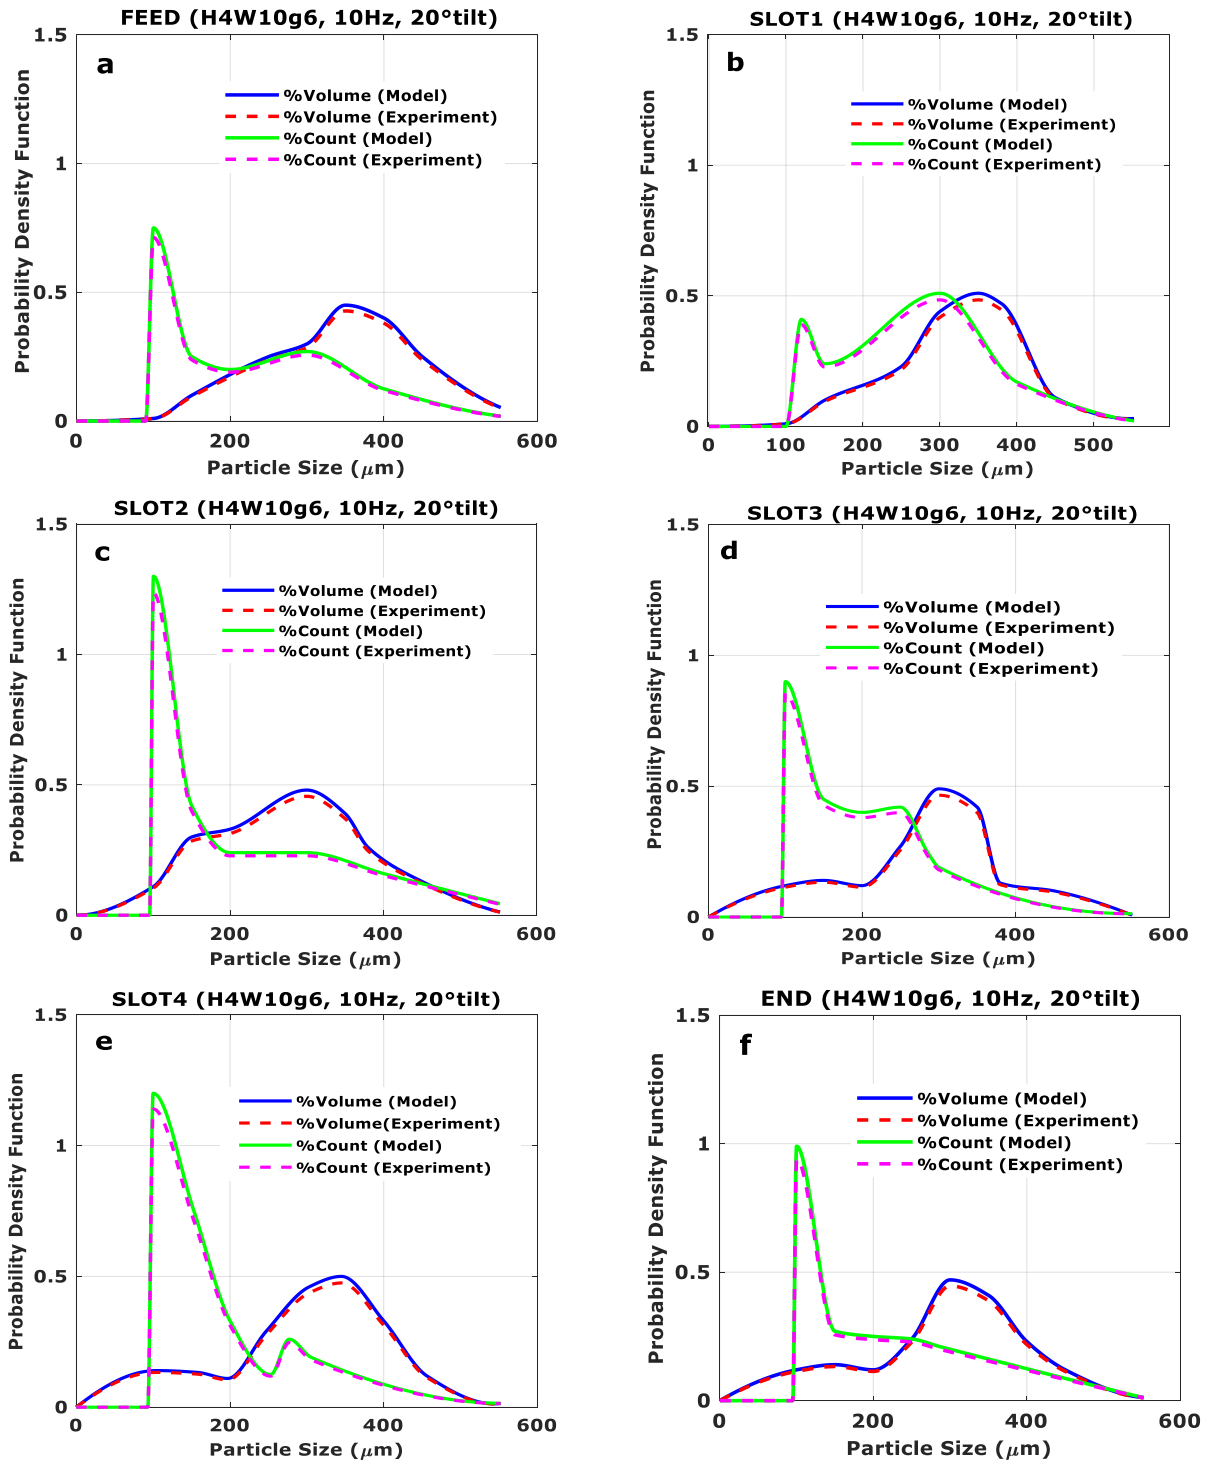 FEED (H4W10g6, 10Hz, 20°tilt)
a
%Volume (Model)
%Volume (Experiment)
%Count (Model)
%Count (Experiment)
Probability Density Function
1.5
1
0.5
0
0 200 400 600
Particle Size (μm)
SLOT1 (H4W10g6, 10Hz, 20°tilt)
b
%Volume (Model)
%Volume (Experiment)
%Count (Model)
%Count (Experiment)
Probability Density Function
1.5
1
0.5
0
0 100 200 300 400 500
Particle Size (μm)
SLOT2 (H4W10g6, 10Hz, 20°tilt)
c
%Volume (Model)
%Volume (Experiment)
%Count (Model)
%Count (Experiment)
Probability Density Function
1.5
1
0.5
0
0 200 400 600
Particle Size (μm)
SLOT3 (H4W10g6, 10Hz, 20°tilt)
d
%Volume (Model)
%Volume (Experiment)
%Count (Model)
%Count (Experiment)
Probability Density Function
1.5
1
0.5
0
0 200 400 600
Particle Size (μm)
SLOT4 (H4W10g6, 10Hz, 20°tilt)
e
%Volume (Model)
%Volume(Experiment)
%Count (Model)
%Count (Experiment)
Probability Density Function
1.5
1
0.5
0
0 200 400 600
Particle Size (μm)
END (H4W10g6, 10Hz, 20°tilt)
f
%Volume (Model)
%Volume (Experiment)
%Count (Model)
%Count (Experiment)
Probability Density Function
1.5
1
0.5
0
0 200 400 600
Particle Size (μm)